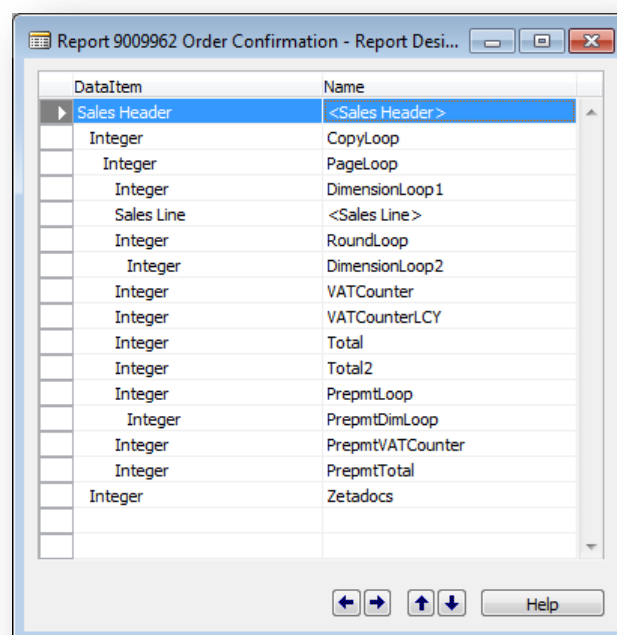 Report 9009962 Order Confirmation - Report Desi...
DataItem Name
Sales Header <Sales Header>
Integer CopyLoop
Integer PageLoop
Integer DimensionLoop1
Sales Line <Sales Line>
Integer RoundLoop
Integer DimensionLoop2
Integer VATCounter
Integer VATCounterLCY
Integer Total
Integer Total2
Integer PrepmtLoop
Integer PrepmtDimLoop
Integer PrepmtVATCounter
Integer PrepmtTotal
Integer Zetadocs
Help